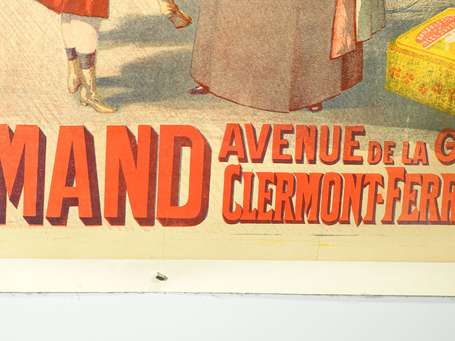 MAND
AVENUE DE LA G
CLERMONT-FERR